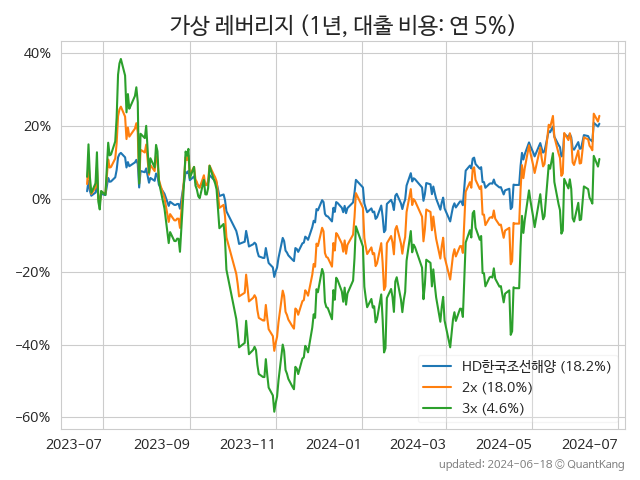 가상 레버리지 (1년, 대출 비용: 연 5%)
40%
20%
0%
−20%
−40%
−60%
HD한국조선해양 (18.2%)
2x (18.0%)
3x (4.6%)
2023-07 2023-09 2023-11 2024-01 2024-03 2024-05 2024-07
updated: 2024-06-18 © QuantKang